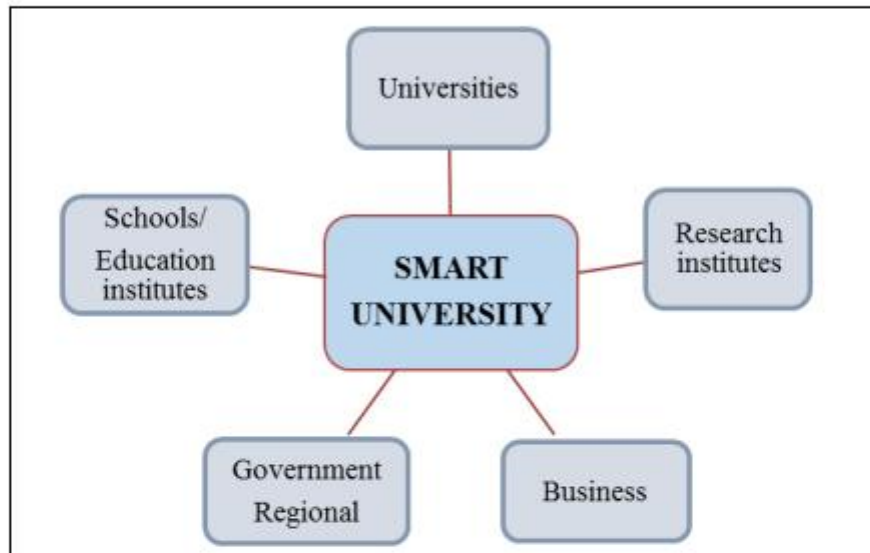 Universities
Schools/
Education
institutes
SMART
UNIVERSITY
Research
institutes
Government
Regional
Business